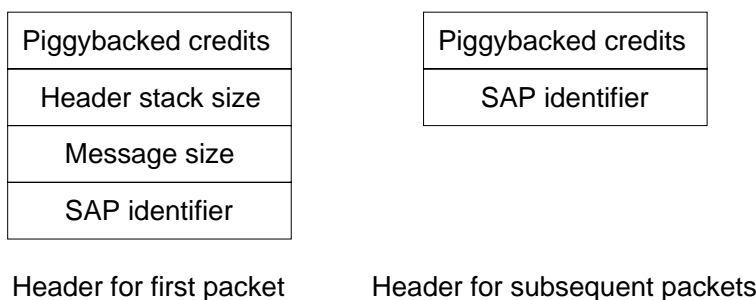 Piggybacked credits
Header stack size
Message size
SAP identifier
Header for first packet
Piggybacked credits
SAP identifier
Header for subsequent packets